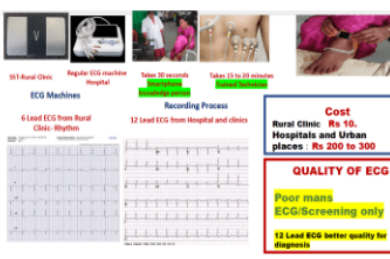 SST-Rural Clinic
Regular ECG machine
Hospital
Takes 30 seconds
Smartphone
knowledge person
Takes 15 to 20 minutes
Trained Technician
ECG Machines
Recording Process
6 Lead ECG from Rural
Clinic- Rhythm
12 Lead ECG from Hospital and clinics
Cost
Rural Clinic Rs 10.
Hospitals and Urban
places : Rs 200 to 300
QUALITY OF ECG
Poor mans
ECG/Screening only
12 Lead ECG better quality for
diagnosis